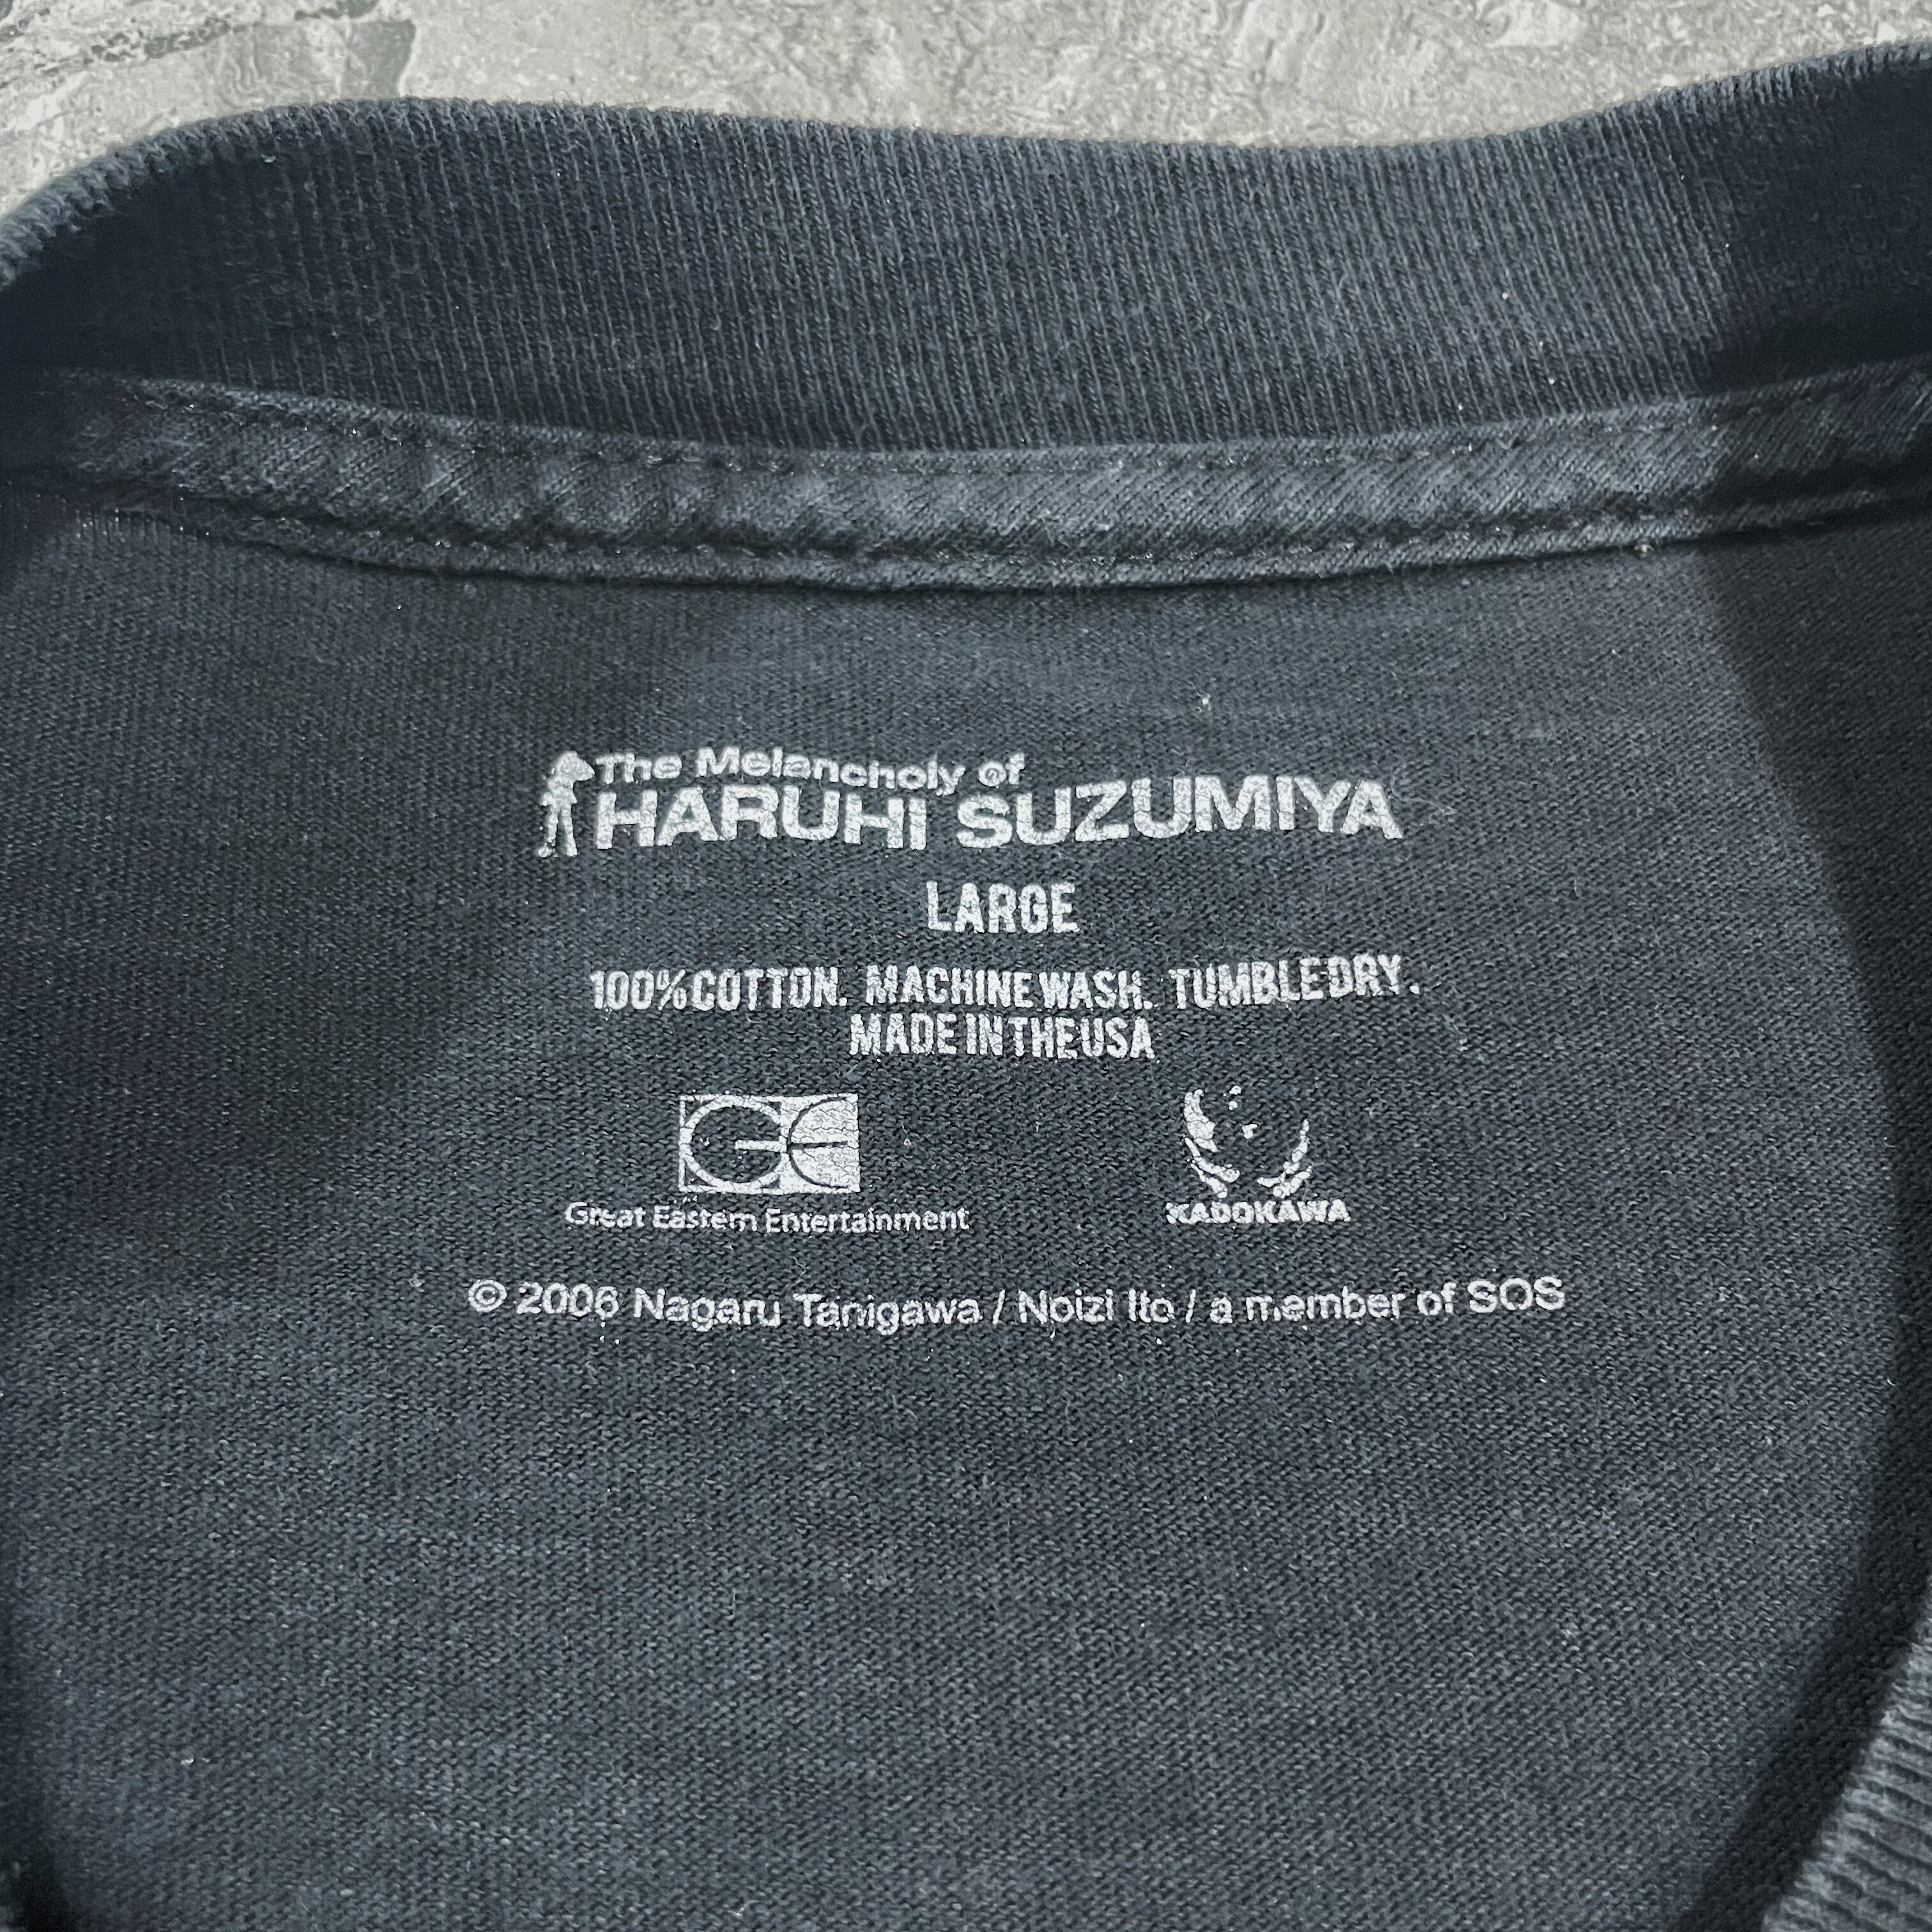 The Melancholy of
HARUHI SUZUMIYA
LARGE
100% COTTON. MACHINE WASH. TUMBLE DRY.
MADE IN THE USA
GE
Great Eastern Entertainment
KADOKAWA
© 2006 Nagaru Tanigawa / Noizi Ito / a member of SOS